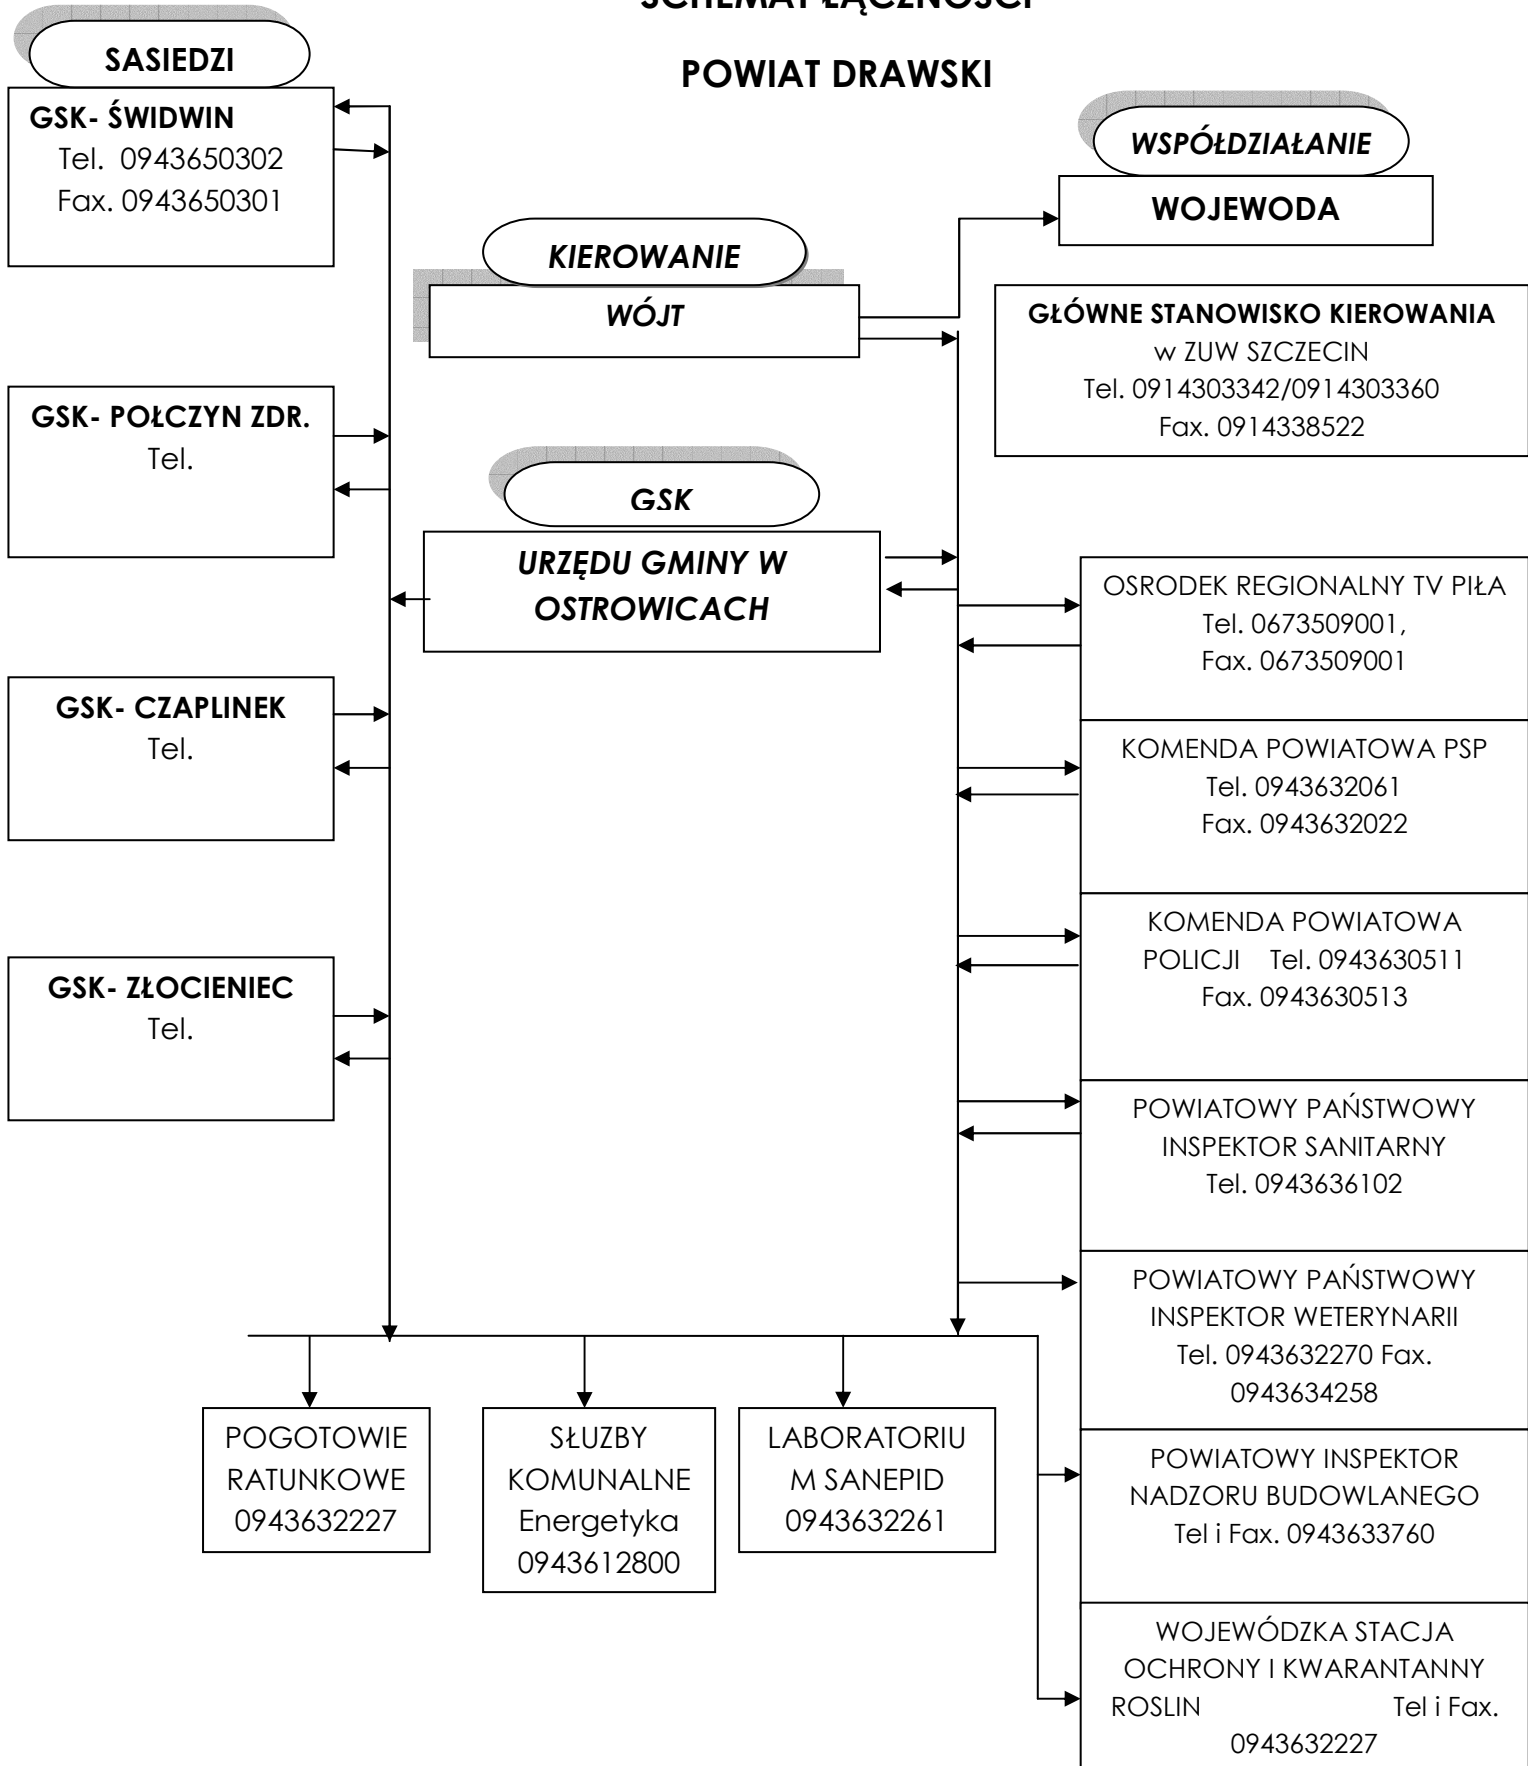 SCHEMAT ŁĄCZNOŚCI
POWIAT DRAWSKI
SASIEDZI
GSK- ŚWIDWIN
Tel. 0943650302
Fax. 0943650301
GSK- POŁCZYN ZDR.
Tel.
GSK- CZAPLINEK
Tel.
GSK- ZŁOCIENIEC
Tel.
KIEROWANIE
WÓJT
GSK
URZĘDU GMINY W
OSTROWICACH
WSPÓŁDZIAŁANIE
WOJEWODA
GŁÓWNE STANOWISKO KIEROWANIA
w ZUW SZCZECIN
Tel. 0914303342/0914303360
Fax. 0914338522
OSRODEK REGIONALNY TV PIŁA
Tel. 0673509001,
Fax. 0673509001
KOMENDA POWIATOWA PSP
Tel. 0943632061
Fax. 0943632022
KOMENDA POWIATOWA
POLICJI Tel. 0943630511
Fax. 0943630513
POWIATOWY PAŃSTWOWY
INSPEKTOR SANITARNY
Tel. 0943636102
POWIATOWY PAŃSTWOWY
INSPEKTOR WETERYNARII
Tel. 0943632270 Fax.
0943634258
POWIATOWY INSPEKTOR
NADZORU BUDOWLANEGO
Tel i Fax. 0943633760
WOJEWÓDZKA STACJA
OCHRONY I KWARANTANNY
ROSLIN Tel i Fax.
0943632227
POGOTOWIE
RATUNKOWE
0943632227
SŁUZBY
KOMUNALNE
Energetyka
0943612800
LABORATORIU
M SANEPID
0943632261